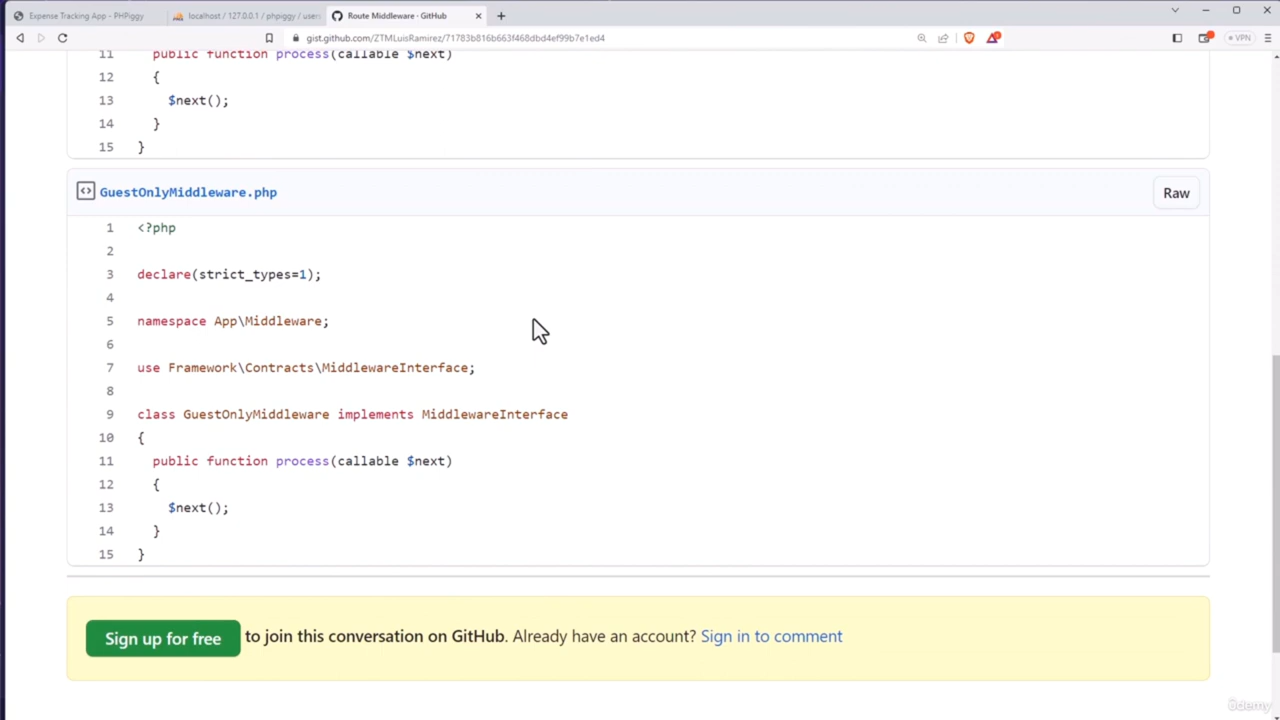 Expense Tracking App - PHPiggy
localhost / 127.0.0.1 / phpiggy / users
Route Middleware · GitHub
gist.github.com/ZTMLuisRamirez/71783b816b663f468dbd4ef99b7e1ed4
VPN
11 public function process(callable $next)
12 {
13 $next();
14 }
15 }
GuestOnlyMiddleware.php
Raw
1 <?php
2
3 declare(strict_types=1);
4
5 namespace App\Middleware;
6
7 use Framework\Contracts\MiddlewareInterface;
8
9 class GuestOnlyMiddleware implements MiddlewareInterface
10 {
11 public function process(callable $next)
12 {
13 $next();
14 }
15 }
Sign up for free to join this conversation on GitHub. Already have an account? Sign in to comment
ûdemy